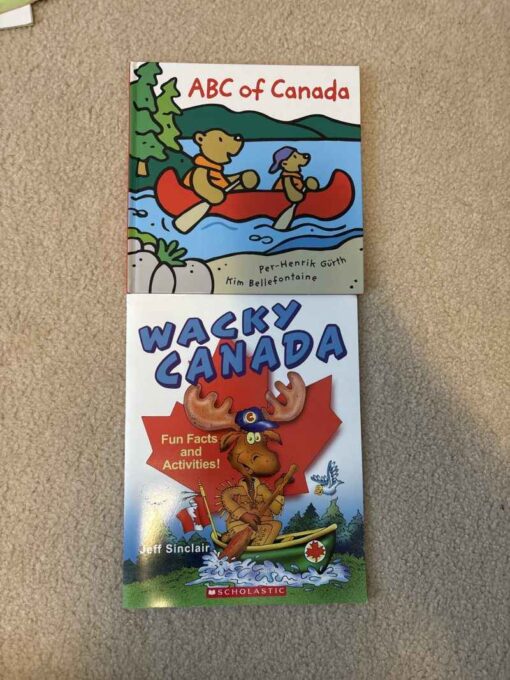 ABC of Canada
Per-Henrik Gürth
Kim Bellefontaine
WACKY
CANADA
C
Fun Facts
and
Activities!
Jeff Sinclair
SCHOLASTIC